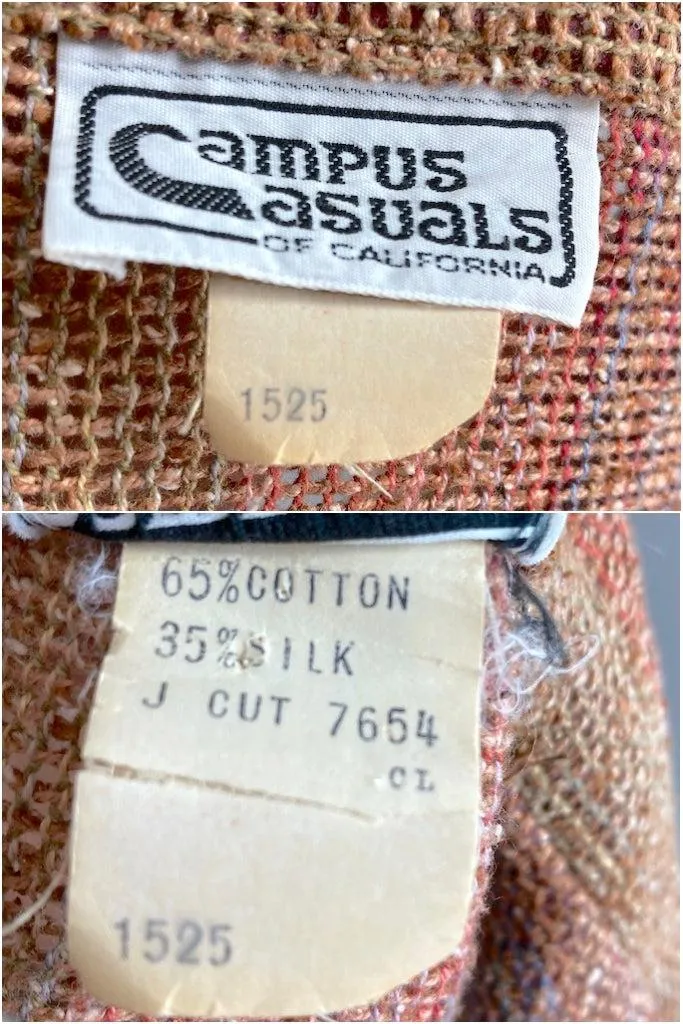 Campus
Casuals
OF CALIFORNIA
1525
65%COTTON
35%SILK
J CUT 7654
CL
1525